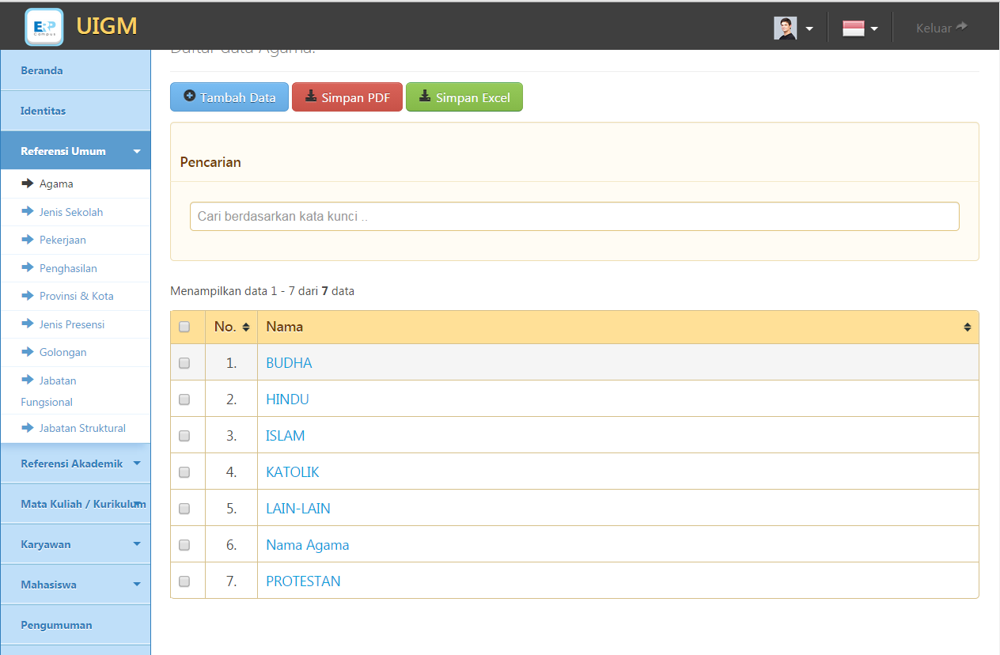 ERP
Campus
UIGM
Keluar
Daftar data Agama.
Beranda
Identitas
Referensi Umum
Agama
Jenis Sekolah
Pekerjaan
Penghasilan
Provinsi & Kota
Jenis Presensi
Golongan
Jabatan
Fungsional
Jabatan Struktural
Referensi Akademik
Mata Kuliah / Kurikulum
Karyawan
Mahasiswa
Pengumuman
Tambah Data Simpan PDF Simpan Excel
Pencarian
Cari berdasarkan kata kunci ..
Menampilkan data 1 - 7 dari 7 data
No. Nama
1. BUDHA
2. HINDU
3. ISLAM
4. KATOLIK
5. LAIN-LAIN
6. Nama Agama
7. PROTESTAN